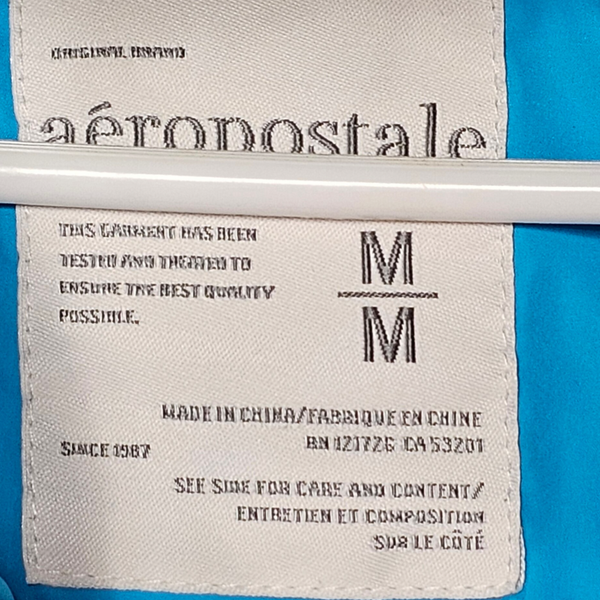 ORIGINAL BRAND
aéropostale
THIS GARMENT HAS BEEN
TESTED AND TREATED TO
ENSURE THE BEST QUALITY
POSSIBLE.
M
M
MADE IN CHINA/FABRIQUE EN CHINE
RN 121726 CA 53201
SINCE 1987
SEE SIDE FOR CARE AND CONTENT/
ENTRETIEN ET COMPOSITION
SUR LE CÔTÉ